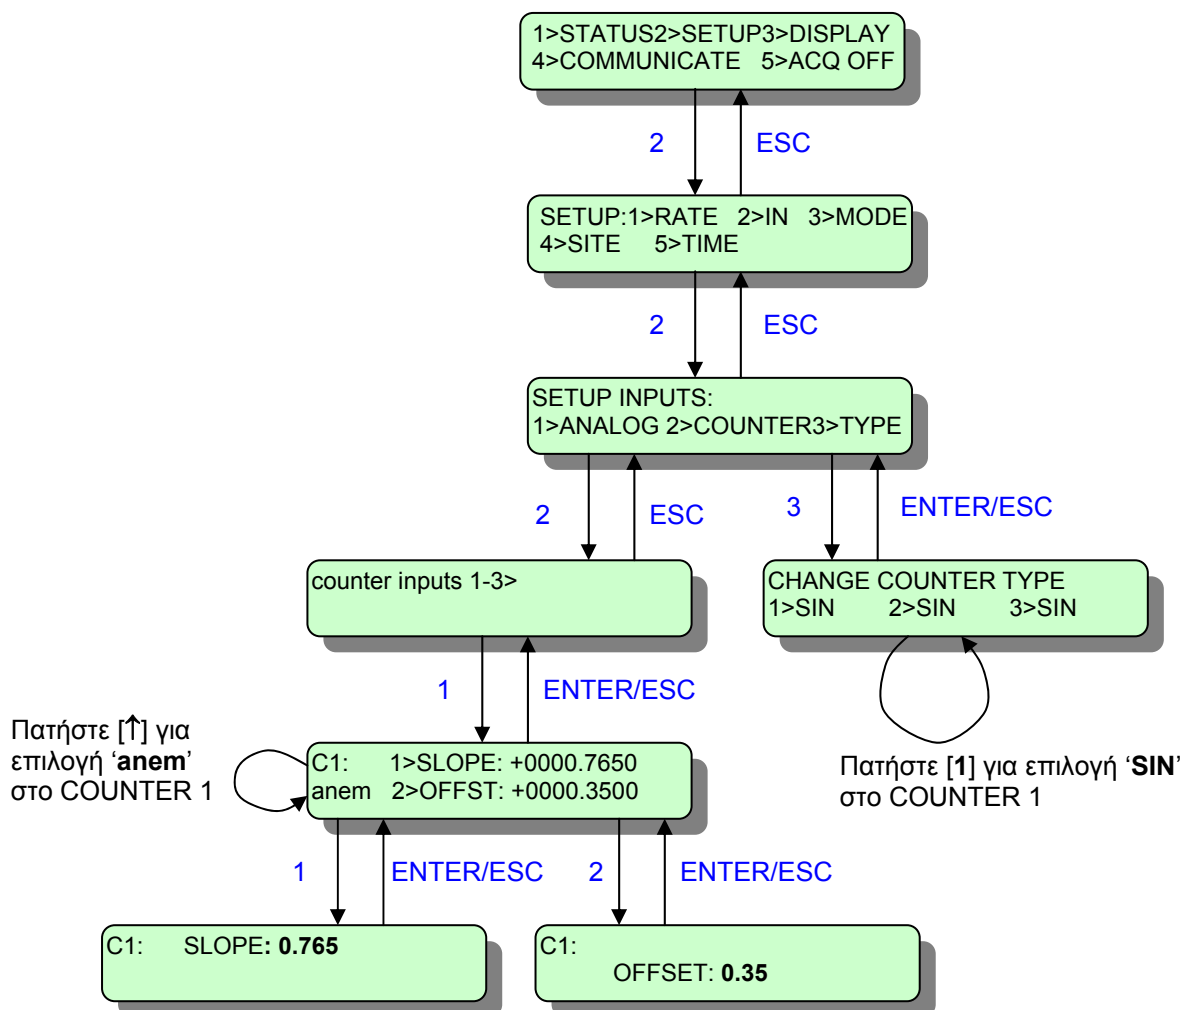 1>STATUS2>SETUP3>DISPLAY
4>COMMUNICATE 5>ACQ OFF
2 ESC
SETUP:1>RATE 2>IN 3>MODE
4>SITE 5>TIME
2 ESC
SETUP INPUTS:
1>ANALOG 2>COUNTER3>TYPE
2 ESC 3 ENTER/ESC
counter inputs 1-3>
CHANGE COUNTER TYPE
1>SIN 2>SIN 3>SIN
1 ENTER/ESC
Πατήστε [↑] για
επιλογή ‘anem’
στο COUNTER 1
C1: 1>SLOPE: +0000.7650
anem 2>OFFST: +0000.3500
Πατήστε [1] για επιλογή ‘SIN’
στο COUNTER 1
1 ENTER/ESC 2 ENTER/ESC
C1: SLOPE: 0.765
C1:
OFFSET: 0.35